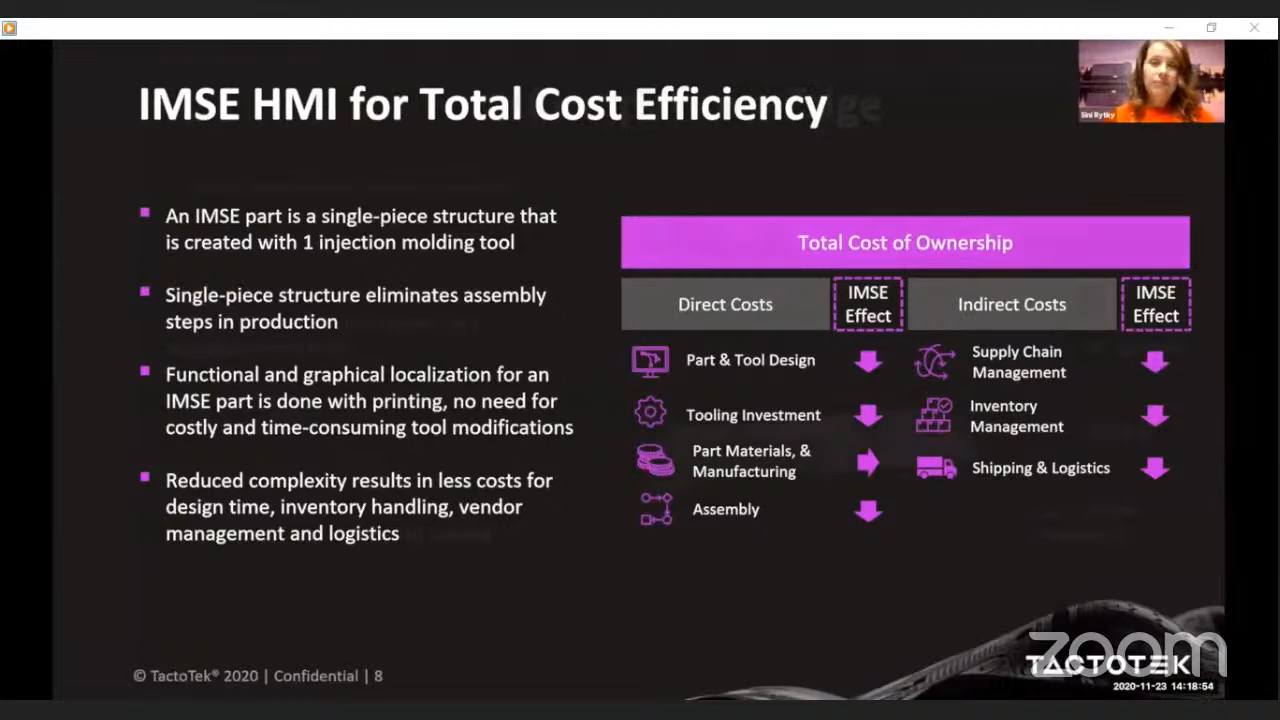 IMSE HMI for Total Cost Efficiency
Sini Rytky
An IMSE part is a single-piece structure that
is created with 1 injection molding tool
Single-piece structure eliminates assembly
steps in production
Functional and graphical localization for an
IMSE part is done with printing, no need for
costly and time-consuming tool modifications
Reduced complexity results in less costs for
design time, inventory handling, vendor
management and logistics
Total Cost of Ownership
Direct Costs
IMSE
Effect
Indirect Costs
IMSE
Effect
Part & Tool Design
Supply Chain
Management
Tooling Investment
Inventory
Management
Part Materials, &
Manufacturing
Shipping & Logistics
Assembly
© TactoTek® 2020 | Confidential | 8
zoom
TACTOTEK
2020-11-23 14:18:54